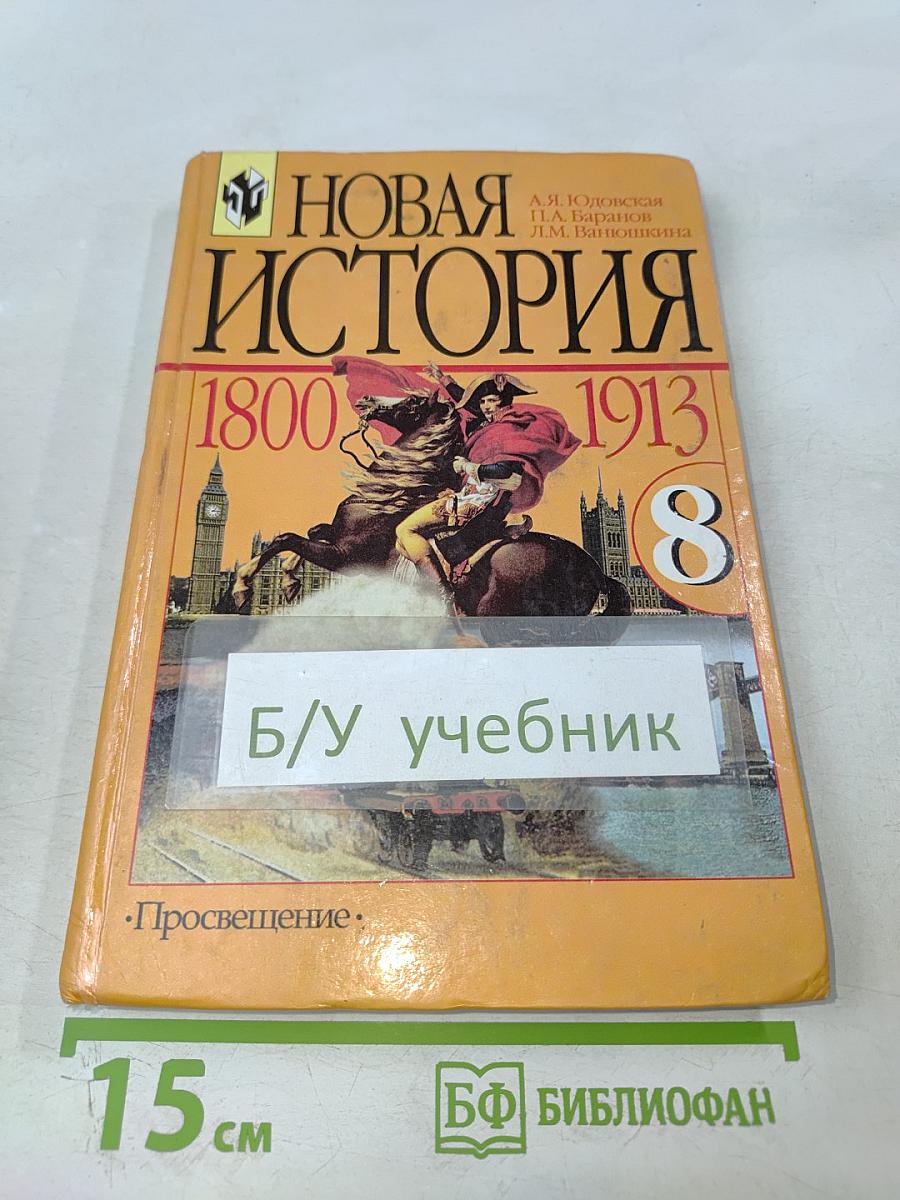 НОВАЯ
А.Я. Юдовская
П.А. Баранов
Л.М. Ванюшкина
ИСТОРИЯ
1800 1913
8
Б/У учебник
·Просвещение·
15 см
БФ БИБЛИОФАН